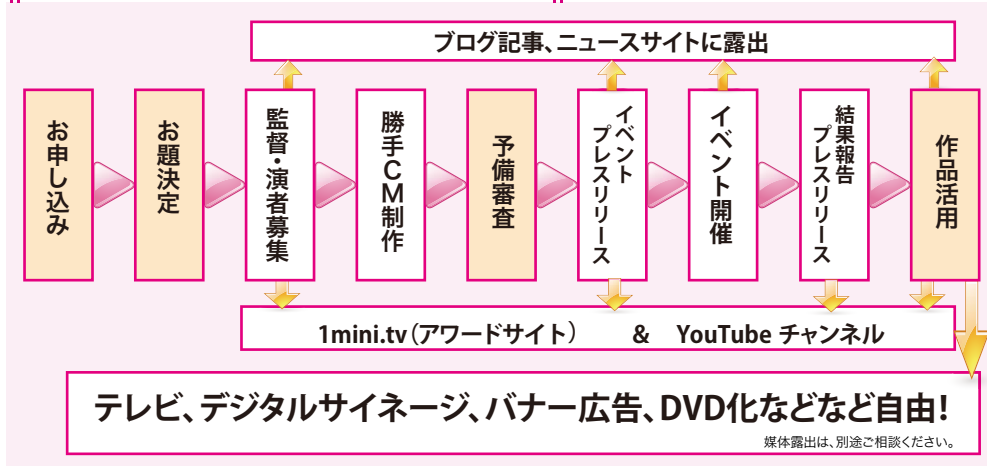 ブログ記事、ニュースサイトに露出
お申し込み
お題決定
監督・演者募集
勝手CM制作
予備審査
イベント
プレスリリース
イベント開催
結果報告
プレスリリース
作品活用
1mini.tv（アワードサイト） & YouTube チャンネル
テレビ、デジタルサイネージ、バナー広告、DVD化などなど自由！
媒体露出は、別途ご相談ください。